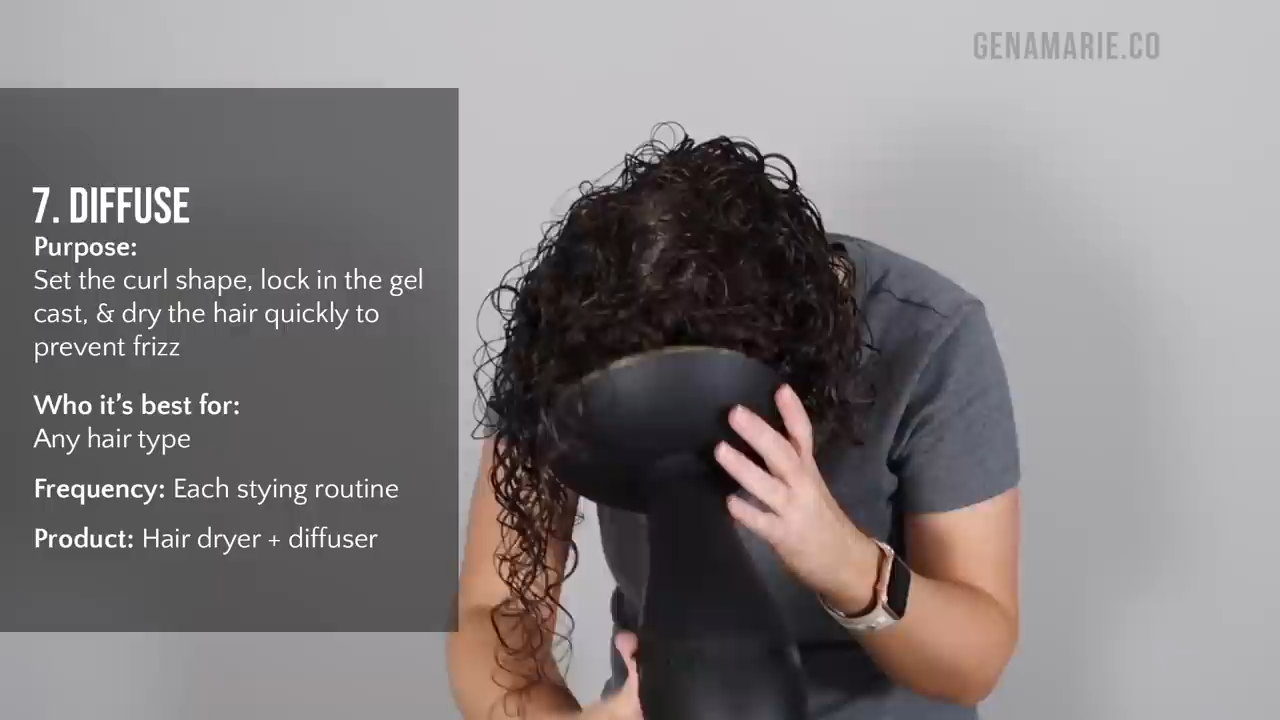 GENAMARIE.CO
7. DIFFUSE
Purpose:
Set the curl shape, lock in the gel
cast, & dry the hair quickly to
prevent frizz
Who it's best for:
Any hair type
Frequency: Each stying routine
Product: Hair dryer + diffuser